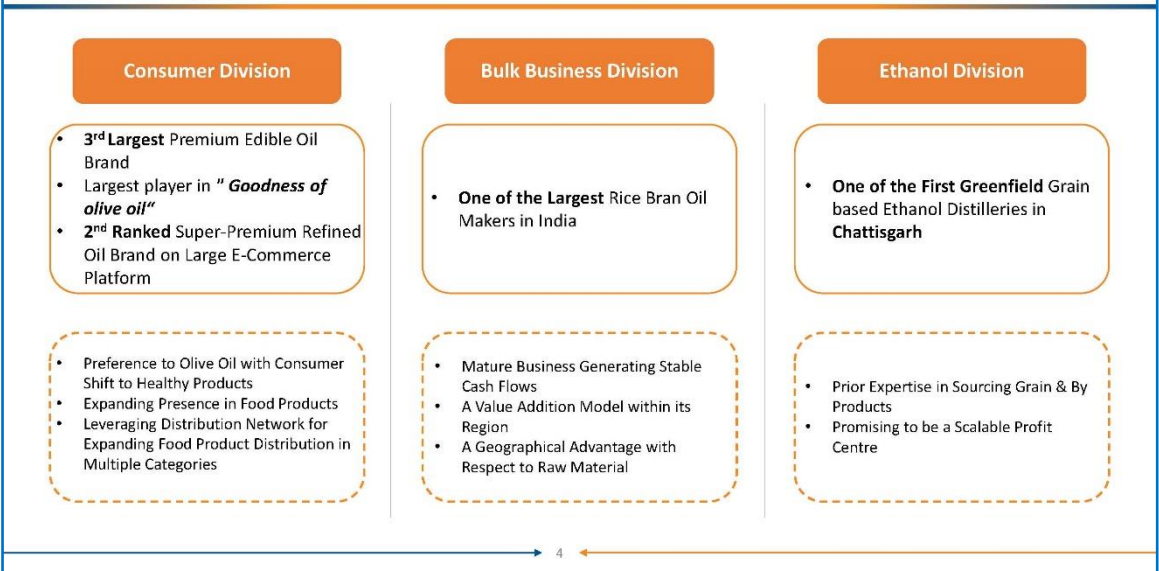 Consumer Division
• 3rd Largest Premium Edible Oil
Brand
• Largest player in " Goodness of
olive oil“
• 2nd Ranked Super-Premium Refined
Oil Brand on Large E-Commerce
Platform
• Preference to Olive Oil with Consumer
Shift to Healthy Products
• Expanding Presence in Food Products
• Leveraging Distribution Network for
Expanding Food Product Distribution in
Multiple Categories
Bulk Business Division
• One of the Largest Rice Bran Oil
Makers in India
• Mature Business Generating Stable
Cash Flows
• A Value Addition Model within its
Region
• A Geographical Advantage with
Respect to Raw Material
Ethanol Division
• One of the First Greenfield Grain
based Ethanol Distilleries in
Chattisgarh
• Prior Expertise in Sourcing Grain & By
Products
• Promising to be a Scalable Profit
Centre
4